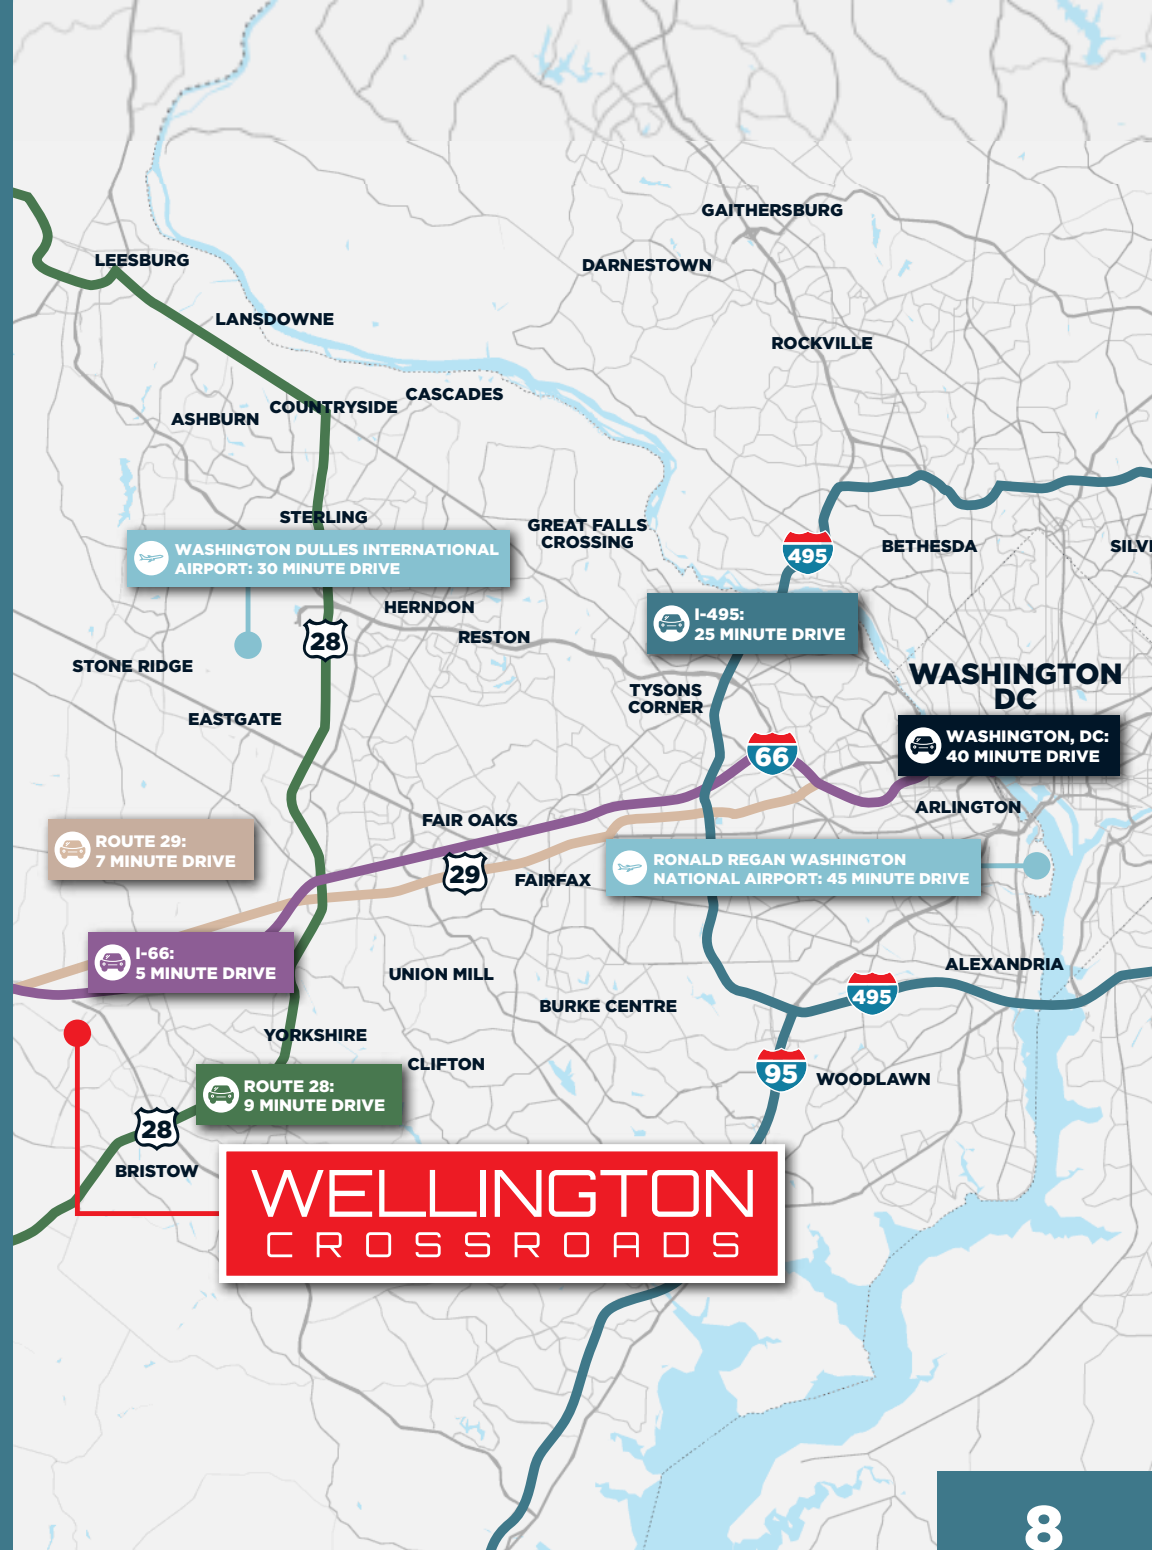 GAITHERSBURG
LEESBURG
DARNESTOWN
LANSDOWNE
ROCKVILLE
CASCADES
COUNTRYSIDE
ASHBURN
STERLING
GREAT FALLS
CROSSING
495
BETHESDA
SILV
WASHINGTON DULLES INTERNATIONAL
AIRPORT: 30 MINUTE DRIVE
HERNDON
I-495:
25 MINUTE DRIVE
28
RESTON
STONE RIDGE
WASHINGTON
DC
TYSONS
CORNER
EASTGATE
WASHINGTON, DC:
40 MINUTE DRIVE
66
ARLINGTON
FAIR OAKS
ROUTE 29:
7 MINUTE DRIVE
29
FAIRFAX
RONALD REGAN WASHINGTON
NATIONAL AIRPORT: 45 MINUTE DRIVE
I-66:
5 MINUTE DRIVE
UNION MILL
ALEXANDRIA
495
BURKE CENTRE
YORKSHIRE
CLIFTON
95
WOODLAWN
ROUTE 28:
9 MINUTE DRIVE
28
BRISTOW
WELLINGTON
CROSSROADS
8